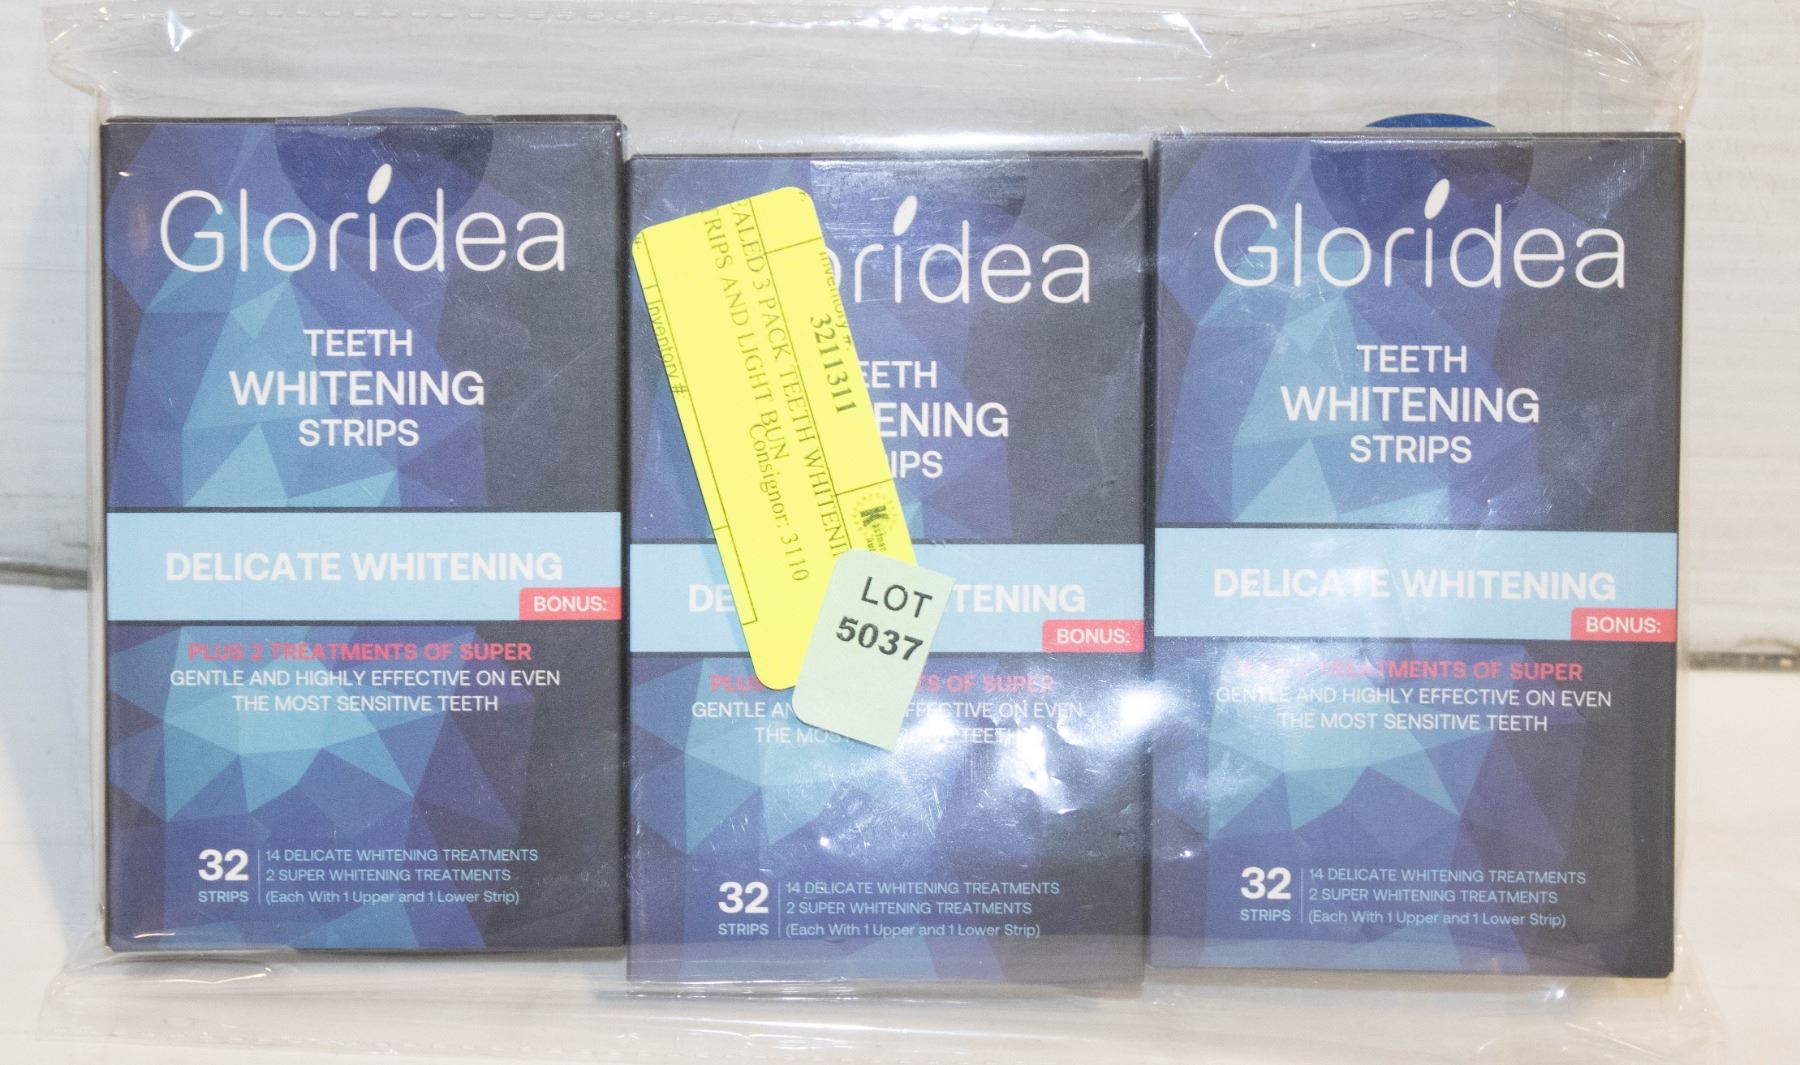 Gloridea
TEETH
WHITENING
STRIPS
DELICATE WHITENING
BONUS:
PLUS 2 TREATMENTS OF SUPER
GENTLE AND HIGHLY EFFECTIVE ON EVEN
THE MOST SENSITIVE TEETH
32
STRIPS
14 DELICATE WHITENING TREATMENTS
2 SUPER WHITENING TREATMENTS
(Each With 1 Upper and 1 Lower Strip)
oridea
EETH
ENING
IPS
DE TENING
BONUS:
PLUS TS OF SUPER
GENTLE AN FFECTIVE ON EVEN
THE MOS TEETH
32
STRIPS
14 DELICATE WHITENING TREATMENTS
2 SUPER WHITENING TREATMENTS
(Each With 1 Upper and 1 Lower Strip)
Inventory #:
3211311
EALED 3 PACK TEETH WHITENI
TRIPS AND LIGHT BUN
Consignor: 3110
Inventory #
LOT
5037
Gloridea
TEETH
WHITENING
STRIPS
DELICATE WHITENING
BONUS:
TREATMENTS OF SUPER
GENTLE AND HIGHLY EFFECTIVE ON EVEN
THE MOST SENSITIVE TEETH
32
STRIPS
14 DELICATE WHITENING TREATMENTS
2 SUPER WHITENING TREATMENTS
(Each With 1 Upper and 1 Lower Strip)